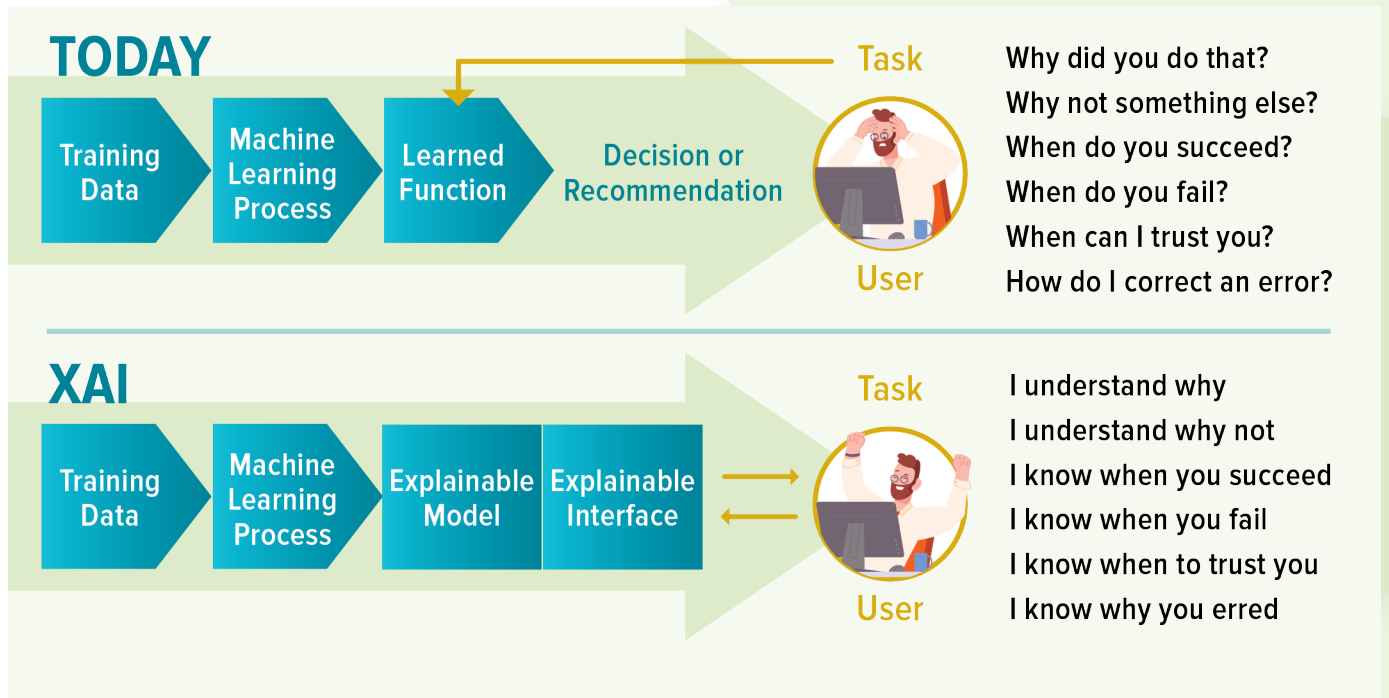 TODAY
Training
Data
Machine
Learning
Process
Learned
Function
Decision or
Recommendation
Task
User
Why did you do that?
Why not something else?
When do you succeed?
When do you fail?
When can I trust you?
How do I correct an error?
XAI
Training
Data
Machine
Learning
Process
Explainable
Model
Explainable
Interface
Task
User
I understand why
I understand why not
I know when you succeed
I know when you fail
I know when to trust you
I know why you erred